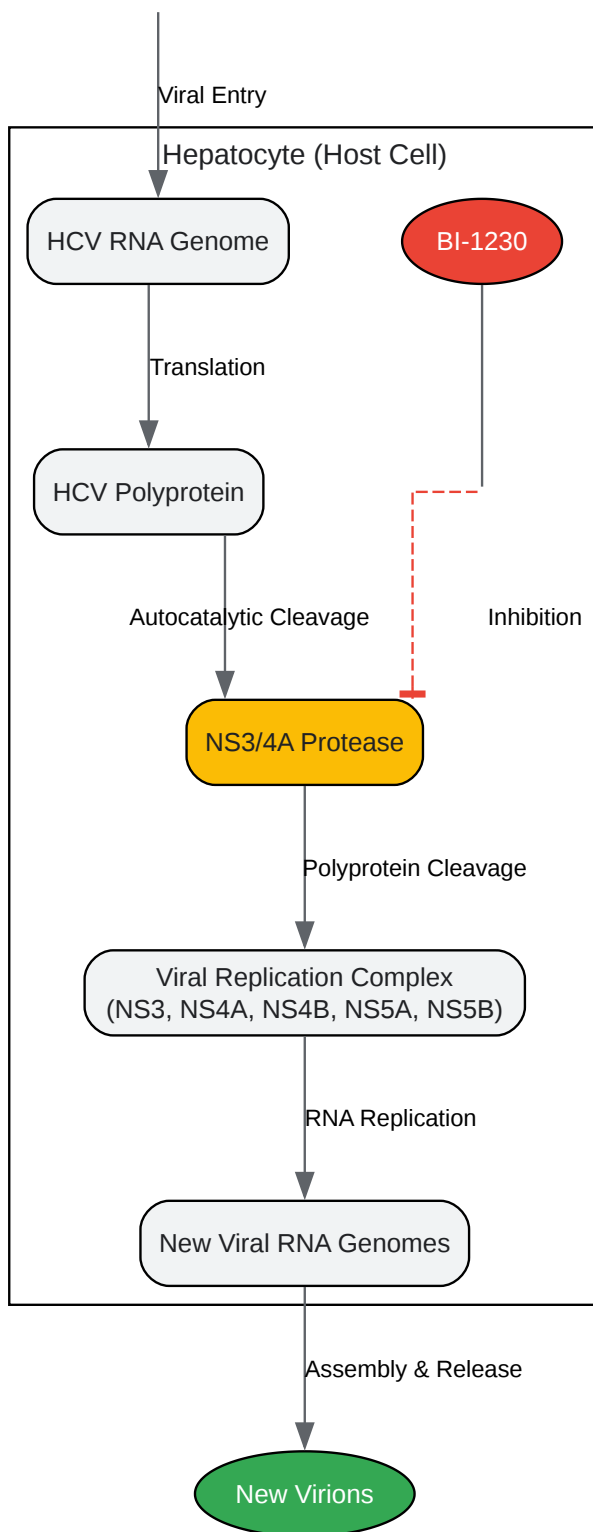 Viral Entry
Hepatocyte (Host Cell)
HCV RNA Genome
BI-1230
Translation
HCV Polyprotein
Autocatalytic Cleavage
Inhibition
NS3/4A Protease
Polyprotein Cleavage
Viral Replication Complex
(NS3, NS4A, NS4B, NS5A, NS5B)
RNA Replication
New Viral RNA Genomes
Assembly & Release
New Virions